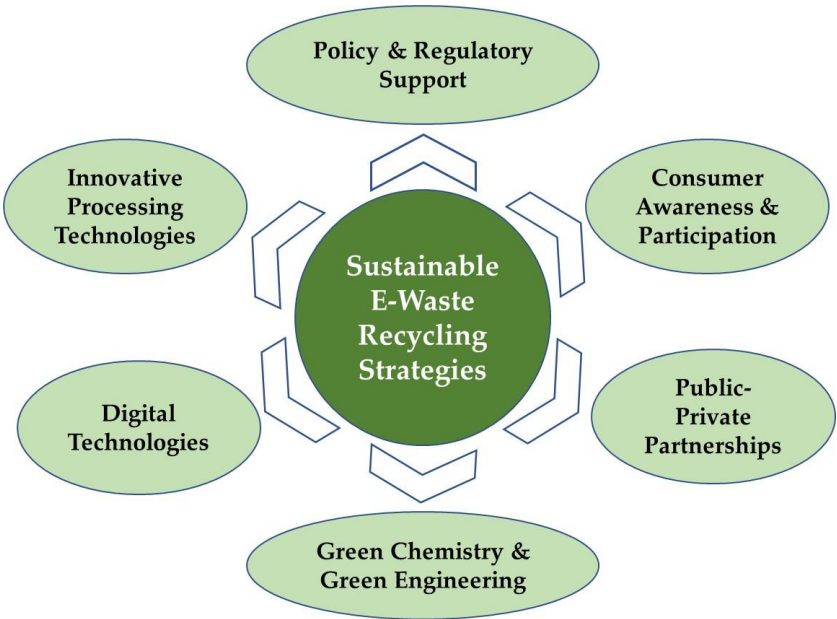 Policy & Regulatory
Support
Innovative
Processing
Technologies
Consumer
Awareness &
Participation
Sustainable
E-Waste
Recycling
Strategies
Digital
Technologies
Public-
Private
Partnerships
Green Chemistry &
Green Engineering